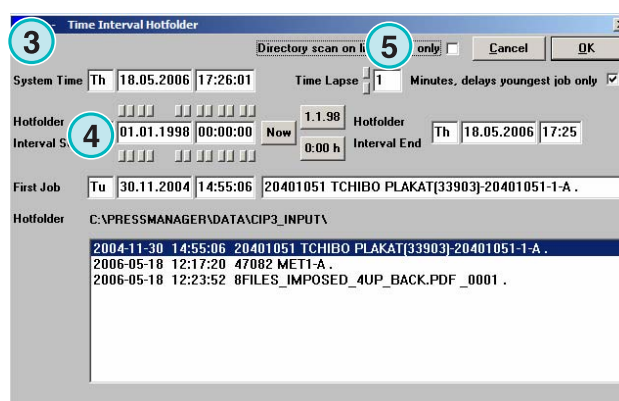 Time Interval Hotfolder
3
Directory scan on 5 only Cancel OK
System Time Th 18.05.2006 17:26:01 Time Lapse 1 Minutes, delays youngest job only
Hotfolder
Interval 4 01.01.1998 00:00:00 Now 1.1.98 0:00 h Hotfolder Interval End Th 18.05.2006 17:25
First Job Tu 30.11.2004 14:55:06 20401051 TCHIBO PLAKAT(33903)-20401051-1-A .
Hotfolder C:\PRESSMANAGER\DATA\CIP3_INPUT\
2004-11-30 14:55:06 20401051 TCHIBO PLAKAT(33903)-20401051-1-A .
2006-05-18 12:17:20 47082 MET1-A .
2006-05-18 12:23:52 8FILES_IMPOSED_4UP_BACK.PDF _0001 .